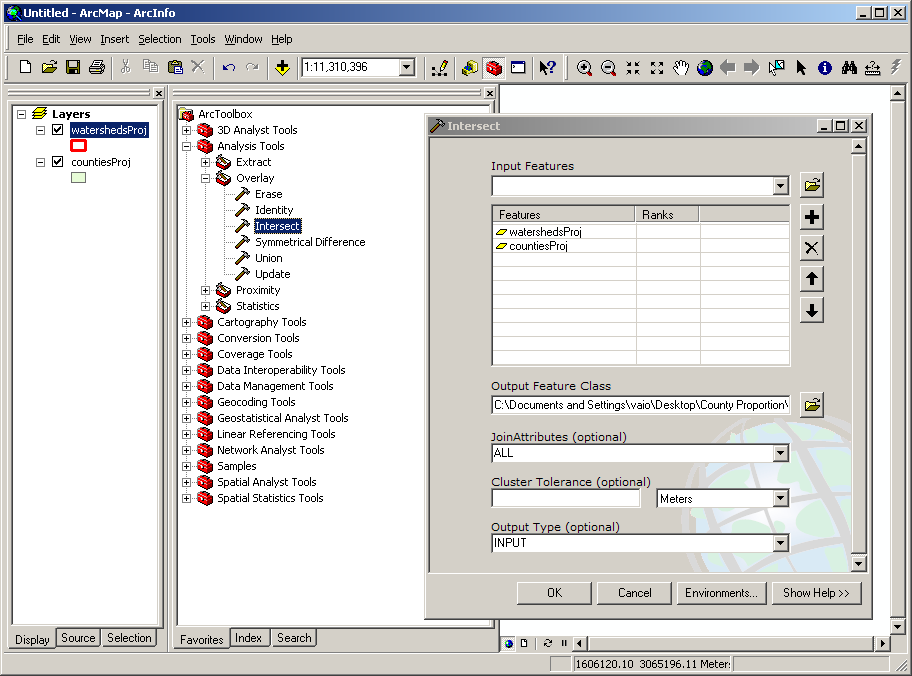 Untitled - ArcMap - ArcInfo
File Edit View Insert Selection Tools Window Help
1:11,310,396
Layers
watershedsProj
countiesProj
Display Source Selection
ArcToolbox
3D Analyst Tools
Analysis Tools
Extract
Overlay
Erase
Identity
Intersect
Symmetrical Difference
Union
Update
Proximity
Statistics
Cartography Tools
Conversion Tools
Coverage Tools
Data Interoperability Tools
Data Management Tools
Geocoding Tools
Geostatistical Analyst Tools
Linear Referencing Tools
Network Analyst Tools
Samples
Spatial Analyst Tools
Spatial Statistics Tools
Favorites Index Search
Intersect
Input Features
Features Ranks
watershedsProj
countiesProj
Output Feature Class
C:\Documents and Settings\vaio\Desktop\County Proportion\
JoinAttributes (optional)
ALL
Cluster Tolerance (optional)
Meters
Output Type (optional)
INPUT
OK Cancel Environments... Show Help >>
1606120.10 3065196.11 Meter